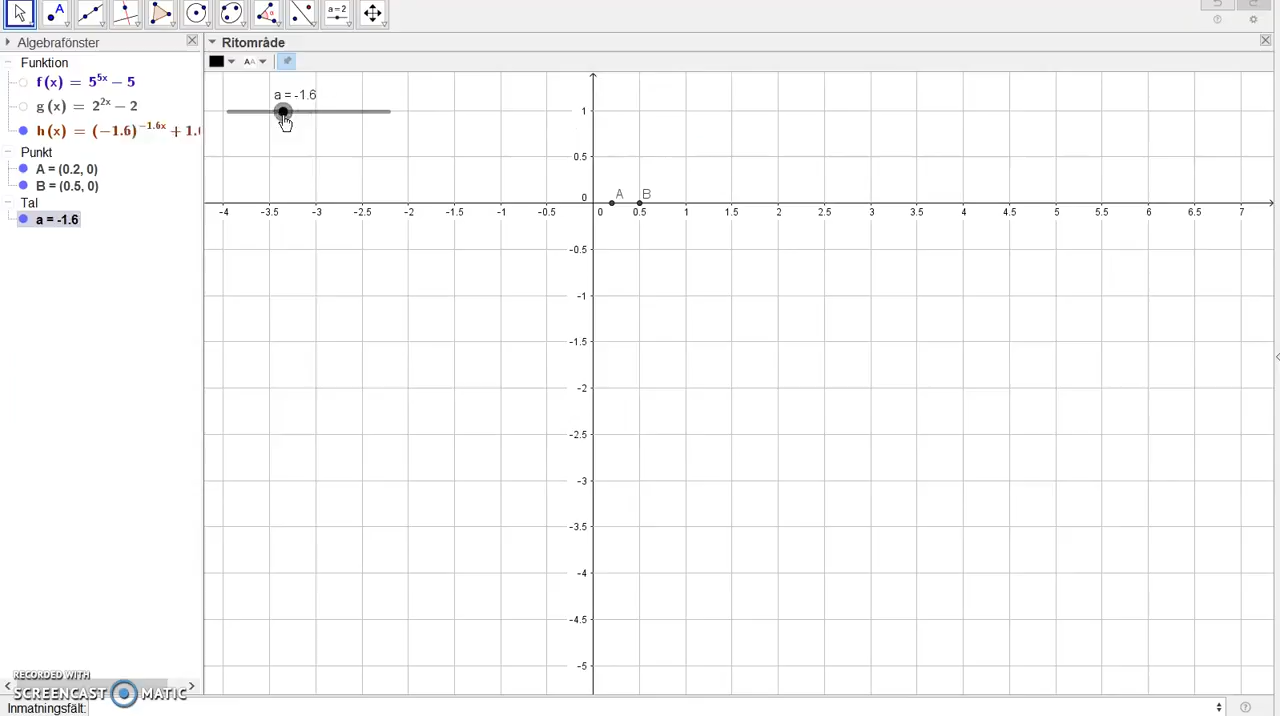 a = 2
Algebrafönster
Ritområde
Funktion
f(x) = 5^5x − 5
g(x) = 2^2x − 2
h(x) = (−1.6)^−1.6x + 1.
Punkt
A = (0.2, 0)
B = (0.5, 0)
Tal
a = -1.6
AA
a = -1.6
1
0.5
0
A B
-4 -3.5 -3 -2.5 -2 -1.5 -1 -0.5 0 0.5 1 1.5 2 2.5 3 3.5 4 4.5 5 5.5 6 6.5 7
-0.5
-1
-1.5
-2
-2.5
-3
-3.5
-4
-4.5
-5
RECORDED WITH
SCREENCAST MATIC
Inmatningsfält: